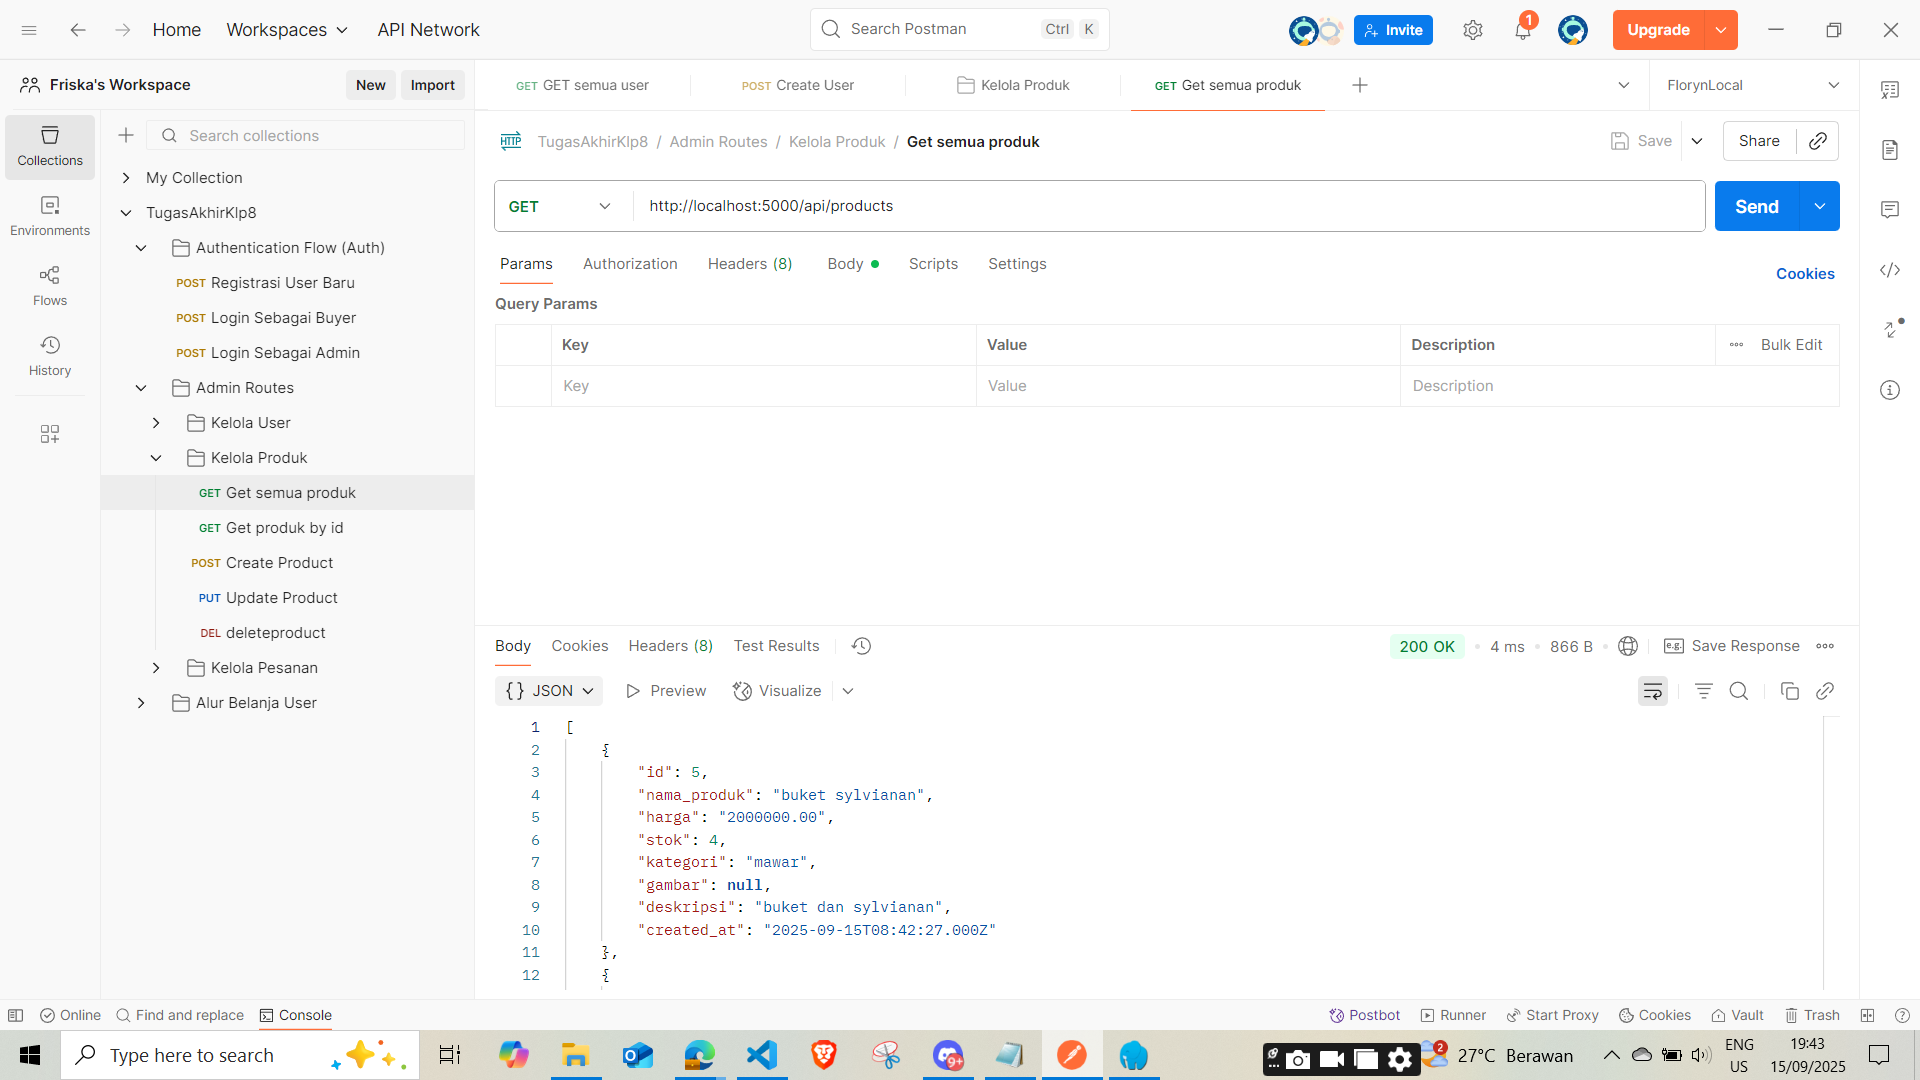 Home
Workspaces
API Network
Search Postman
Ctrl K
Invite
1
Upgrade
Friska's Workspace
New
Import
GET GET semua user
POST Create User
Kelola Produk
GET Get semua produk
FlorynLocal
Collections
Environments
Flows
History
Search collections
My Collection
TugasAkhirKlp8
Authentication Flow (Auth)
POST Registrasi User Baru
POST Login Sebagai Buyer
POST Login Sebagai Admin
Admin Routes
Kelola User
Kelola Produk
GET Get semua produk
GET Get produk by id
POST Create Product
PUT Update Product
DEL deleteproduct
Kelola Pesanan
Alur Belanja User
HTTP TugasAkhirKlp8 / Admin Routes / Kelola Produk / Get semua produk
Save
Share
GET
http://localhost:5000/api/products
Send
Params Authorization Headers (8) Body Scripts Settings
Cookies
Query Params
Key Value Description Bulk Edit
Key Value Description
Body Cookies Headers (8) Test Results
200 OK • 4 ms • 866 B •
e.g. Save Response
{} JSON
Preview
Visualize
1 [
2 {
3 "id": 5,
4 "nama_produk": "buket sylvianan",
5 "harga": "2000000.00",
6 "stok": 4,
7 "kategori": "mawar",
8 "gambar": null,
9 "deskripsi": "buket dan sylvianan",
10 "created_at": "2025-09-15T08:42:27.000Z"
11 },
12 {
Online
Find and replace
Console
Postbot
Runner
Start Proxy
Cookies
Vault
Trash
Type here to search
9+
2
27°C Berawan
ENG
US
19:43
15/09/2025